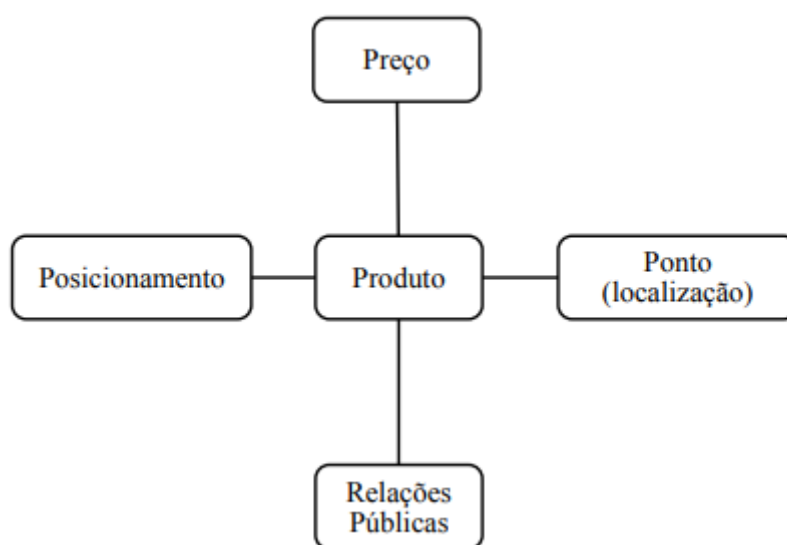 Preço
Posicionamento
Produto
Ponto
(localização)
Relações
Públicas